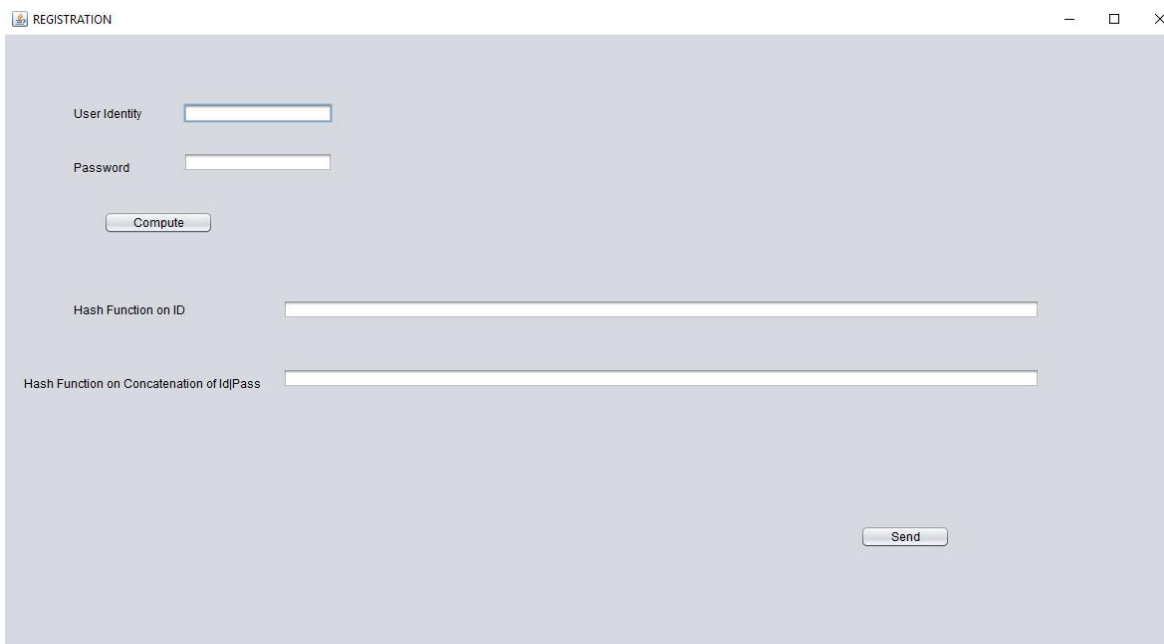 REGISTRATION
User Identity
Password
Compute
Hash Function on ID
Hash Function on Concatenation of Id|Pass
Send